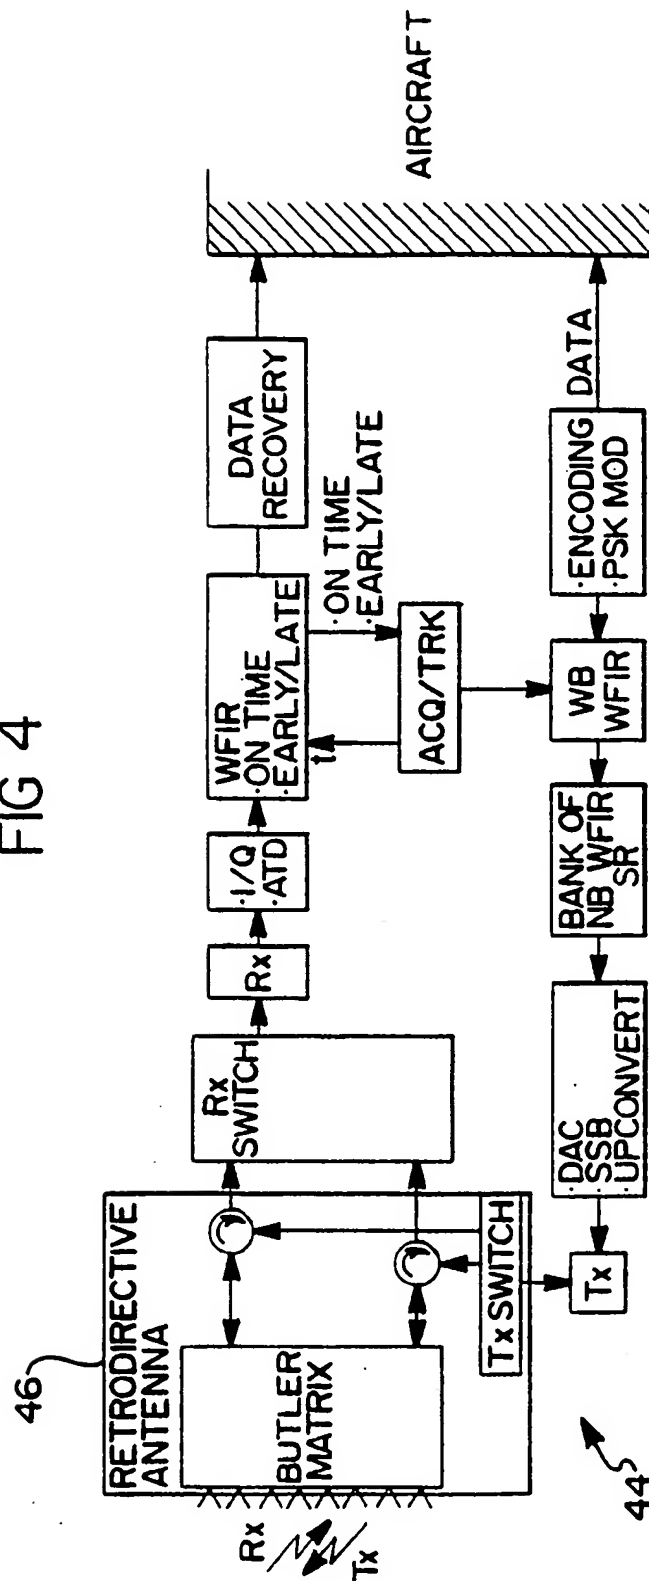 FIG 4
46
RETRODIRECTIVE
ANTENNA
BUTLER
MATRIX
Rx
Tx
Tx SWITCH
Rx
SWITCH
Rx
·I/Q
·ATD
WFIR
·ON TIME
·EARLY/LATE
t
·ON TIME
·EARLY/LATE
ACQ/TRK
DATA
RECOVERY
AIRCRAFT
DATA
·ENCODING
·PSK MOD
WB
WFIR
BANK OF
NB WFIR
SR
·DAC
·SSB
·UPCONVERT
Tx
44